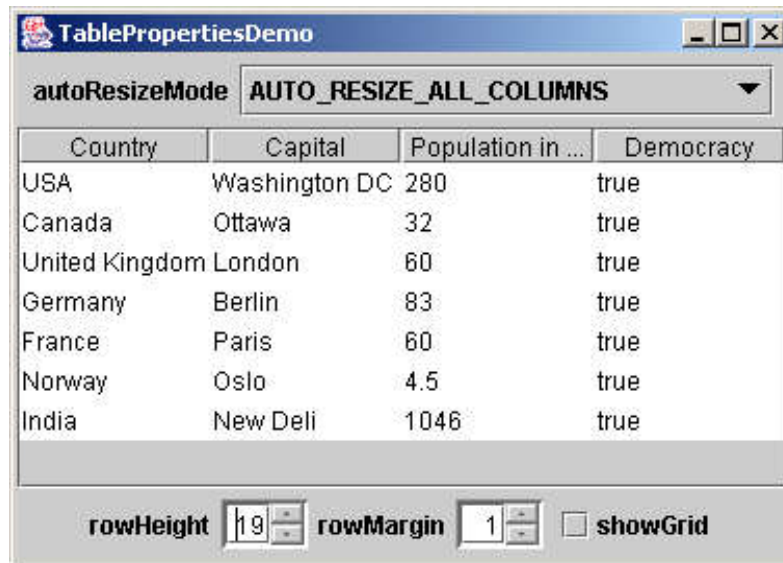 TablePropertiesDemo
autoResizeMode AUTO_RESIZE_ALL_COLUMNS
Country Capital Population in ... Democracy
USA Washington DC 280 true
Canada Ottawa 32 true
United Kingdom London 60 true
Germany Berlin 83 true
France Paris 60 true
Norway Oslo 4.5 true
India New Deli 1046 true
rowHeight 19 rowMargin 1 showGrid